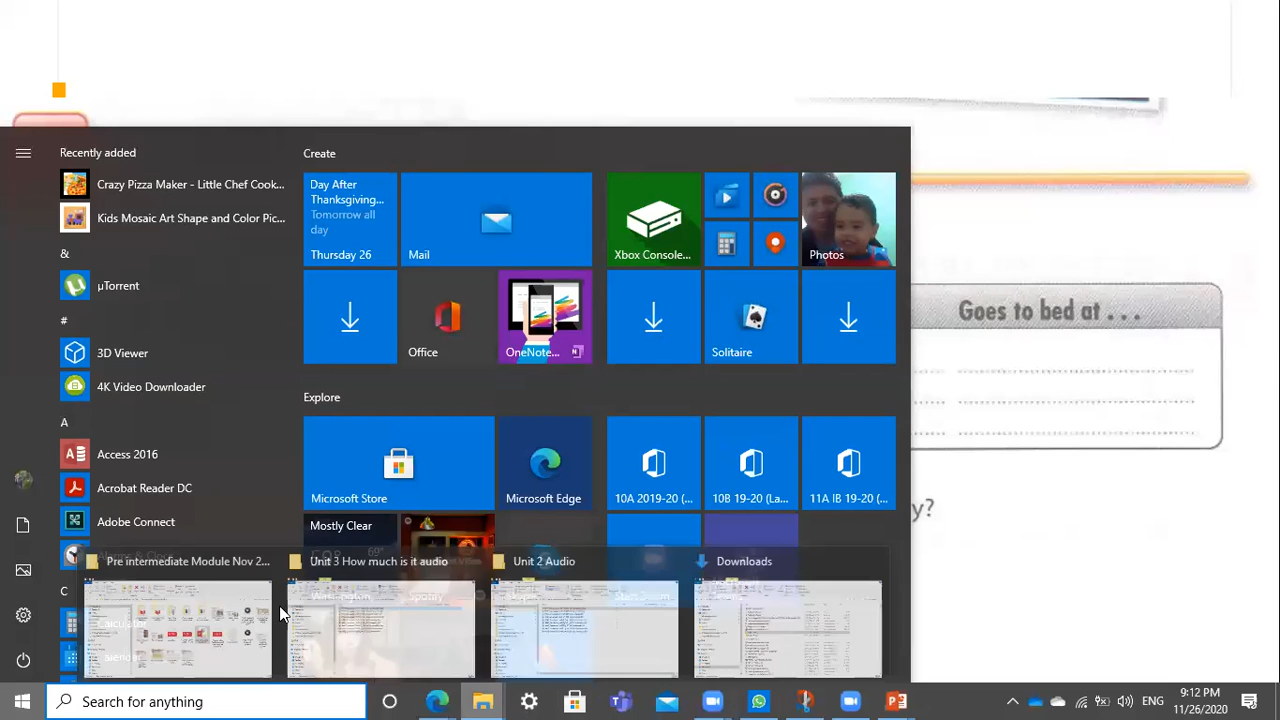 Recently added
Crazy Pizza Maker - Little Chef Cook...
Kids Mosaic Art Shape and Color Pic...
&
µTorrent
#
3D Viewer
4K Video Downloader
A
Access 2016
Acrobat Reader DC
Adobe Connect
C
Create
Day After
Thanksgiving...
Tomorrow all
day
Thursday 26
Mail
Xbox Console...
Photos
Office
OneNote...
Solitaire
Explore
Microsoft Store
Microsoft Edge
10A 2019-20 (...
10B 19-20 (La...
11A IB 19-20 (...
Mostly Clear
69°
Goes to bed at . . .
y?
Pre intermediate Module Nov 2...
Unit 3 How much is it audio
Unit 2 Audio
Downloads
Search for anything
ENG
9:12 PM
11/26/2020